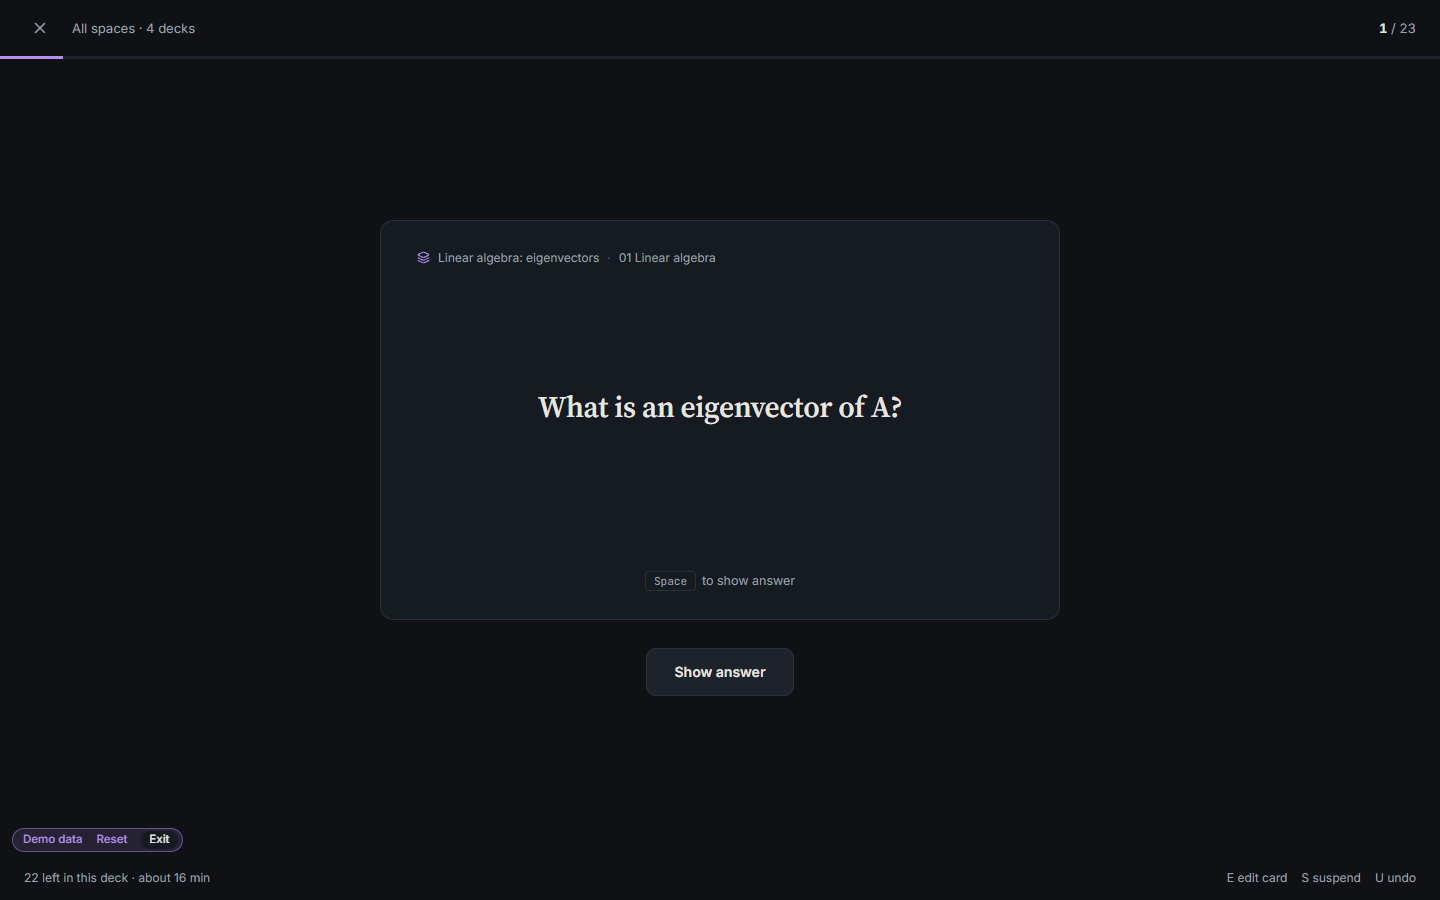 All spaces · 4 decks
1 / 23
Linear algebra: eigenvectors · 01 Linear algebra
What is an eigenvector of A?
Space to show answer
Show answer
Demo data Reset Exit
22 left in this deck · about 16 min
E edit card S suspend U undo